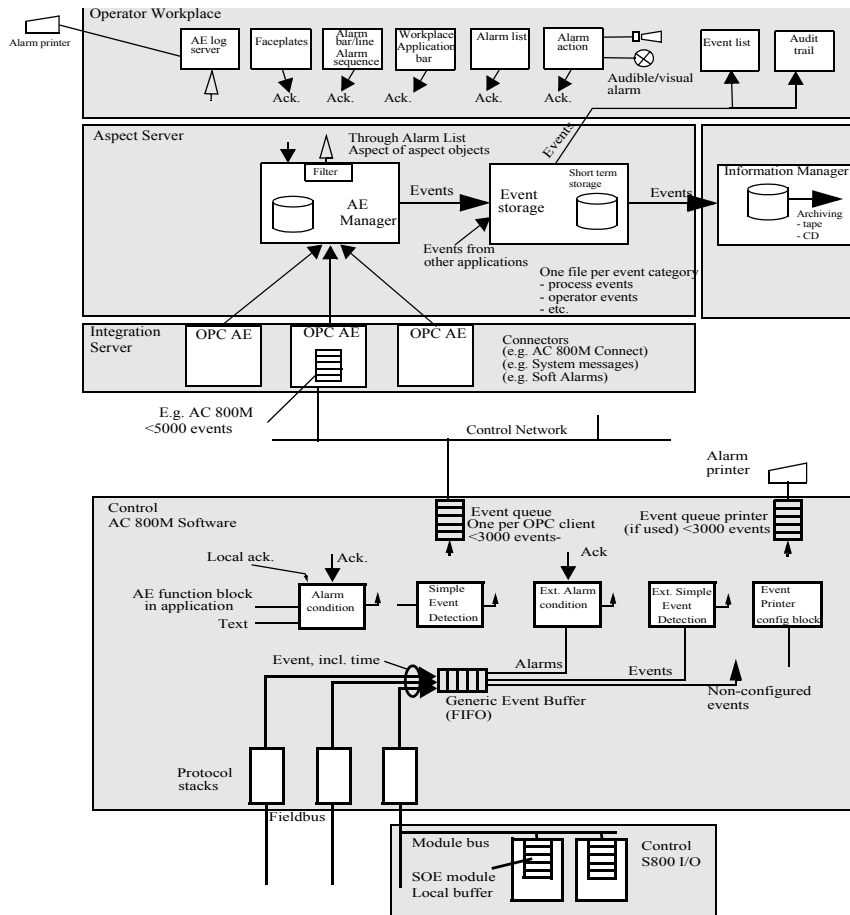 Operator Workplace
Alarm printer
AE log
server
Faceplates
Alarm
bar/line
Alarm
sequence
Workplace
Application
bar
Alarm list
Alarm
action
Audible/visual
alarm
Event list
Audit
trail
Ack.
Ack.
Ack.
Ack.
Ack.
Aspect Server
Through Alarm List
Aspect of aspect objects
Filter
AE
Manager
Events
Events
Event
storage
Short term
storage
Events
Events from
other applications
One file per event category
- process events
- operator events
- etc.
Information Manager
Archiving
- tape
- CD
Integration
Server
OPC AE
OPC AE
OPC AE
Connectors
(e.g. AC 800M Connect)
(e.g. System messages)
(e.g. Soft Alarms)
E.g. AC 800M
<5000 events
Control Network
Alarm
printer
Control
AC 800M Software
Event queue
One per OPC client
<3000 events-
Event queue printer
(if used) <3000 events
Local ack.
Ack.
Ack
AE function block
in application
Text
Alarm
condition
Simple
Event
Detection
Ext. Alarm
condition
Ext. Simple
Event
Detection
Event
Printer
config block
Event, incl. time
Alarms
Events
Generic Event Buffer
(FIFO)
Non-configured
events
Protocol
stacks
Fieldbus
Module bus
SOE module
Local buffer
Control
S800 I/O